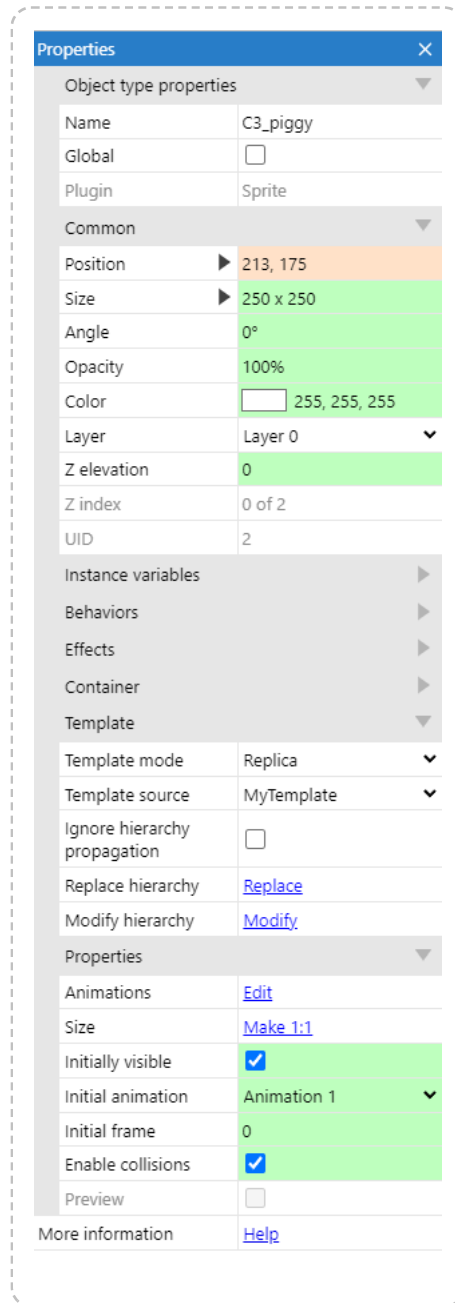 Properties
Object type properties
Name C3_piggy
Global
Plugin Sprite
Common
Position 213, 175
Size 250 x 250
Angle 0°
Opacity 100%
Color 255, 255, 255
Layer Layer 0
Z elevation 0
Z index 0 of 2
UID 2
Instance variables
Behaviors
Effects
Container
Template
Template mode Replica
Template source MyTemplate
Ignore hierarchy
propagation
Replace hierarchy Replace
Modify hierarchy Modify
Properties
Animations Edit
Size Make 1:1
Initially visible
Initial animation Animation 1
Initial frame 0
Enable collisions
Preview
More information Help